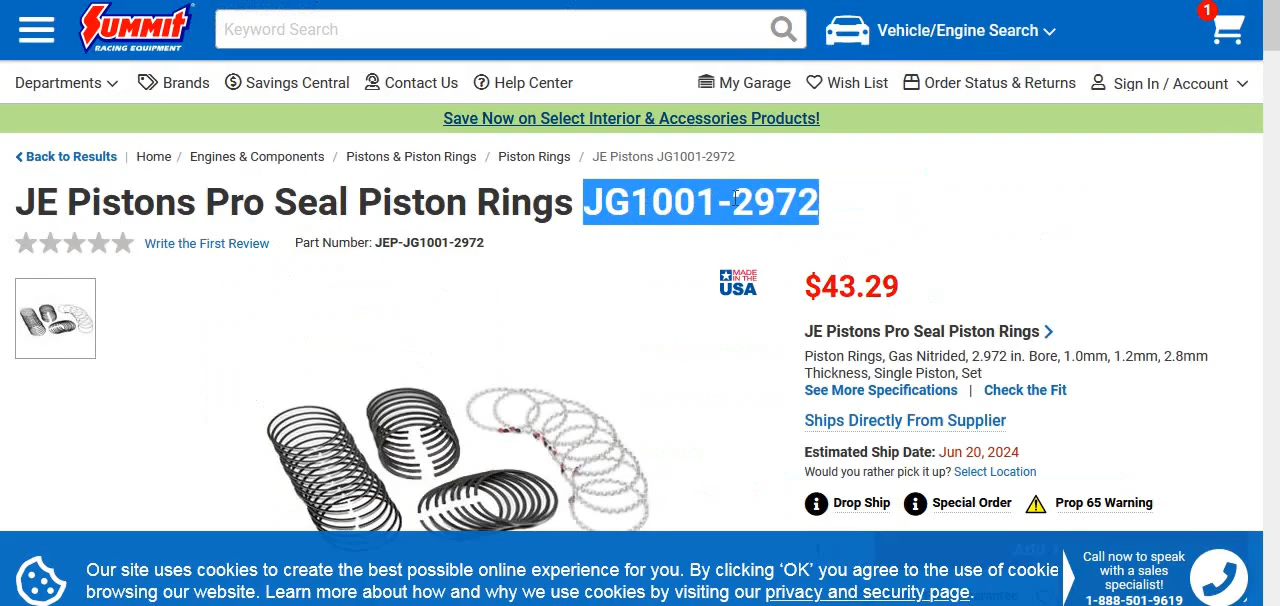 SUMMIT
RACING EQUIPMENT
Keyword Search
Vehicle/Engine Search
1
Departments
Brands
Savings Central
Contact Us
Help Center
My Garage
Wish List
Order Status & Returns
Sign In / Account
Save Now on Select Interior & Accessories Products!
Back to Results | Home / Engines & Components / Pistons & Piston Rings / Piston Rings / JE Pistons JG1001-2972
JE Pistons Pro Seal Piston Rings JG1001-2972
Write the First Review
Part Number: JEP-JG1001-2972
MADE
IN THE
USA
$43.29
JE Pistons Pro Seal Piston Rings
Piston Rings, Gas Nitrided, 2.972 in. Bore, 1.0mm, 1.2mm, 2.8mm
Thickness, Single Piston, Set
See More Specifications | Check the Fit
Ships Directly From Supplier
Estimated Ship Date: Jun 20, 2024
Would you rather pick it up? Select Location
Drop Ship
Special Order
Prop 65 Warning
Our site uses cookies to create the best possible online experience for you. By clicking ‘OK’ you agree to the use of cookie
browsing our website. Learn more about how and why we use cookies by visiting our privacy and security page.
Call now to speak
with a sales
specialist!
1-888-501-9619